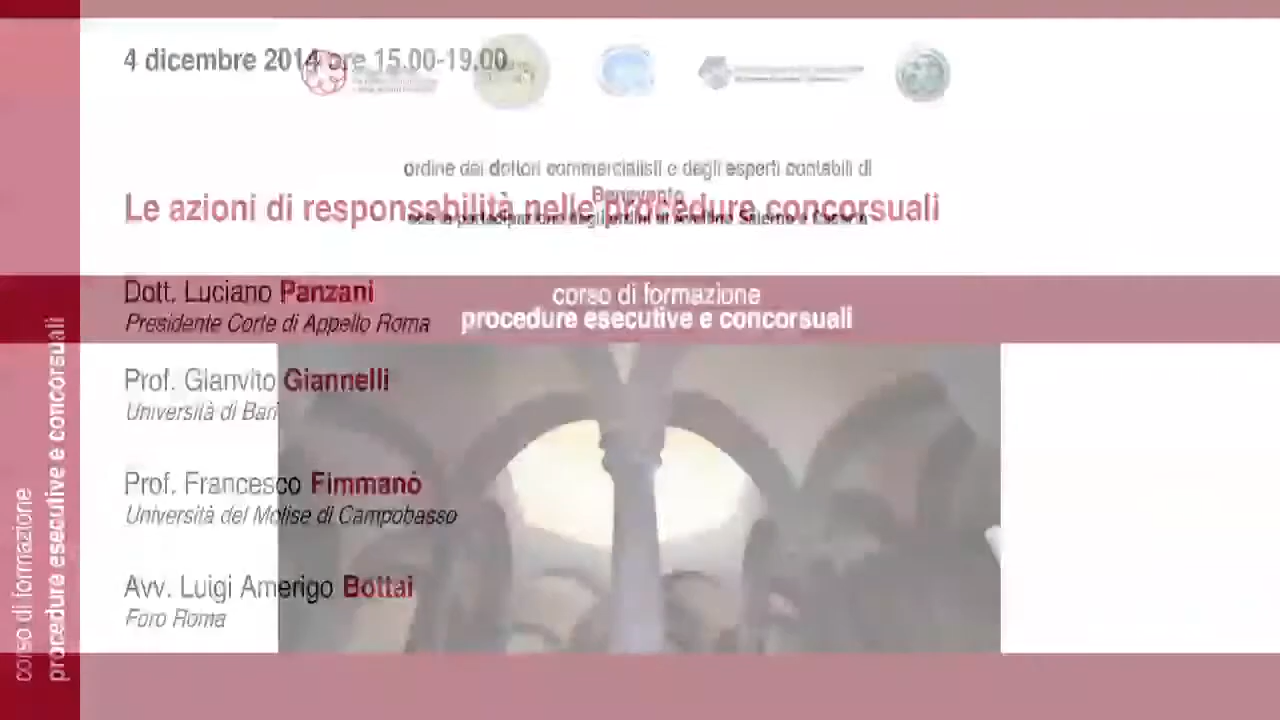 4 dicembre 2014 ore 15.00-19.00
ordine dei dottori commercialisti e degli esperti contabili di
Benevento
Le azioni di responsabilità nelle procedure concorsuali
Dott. Luciano Panzani
Presidente Corte di Appello Roma
corso di formazione
procedure esecutive e concorsuali
Prof. Gianvito Giannelli
Università di Bari
Prof. Francesco Fimmanò
Università del Molise di Campobasso
Avv. Luigi Amerigo Bottai
Foro Roma
corso di formazione
procedure esecutive e concorsuali